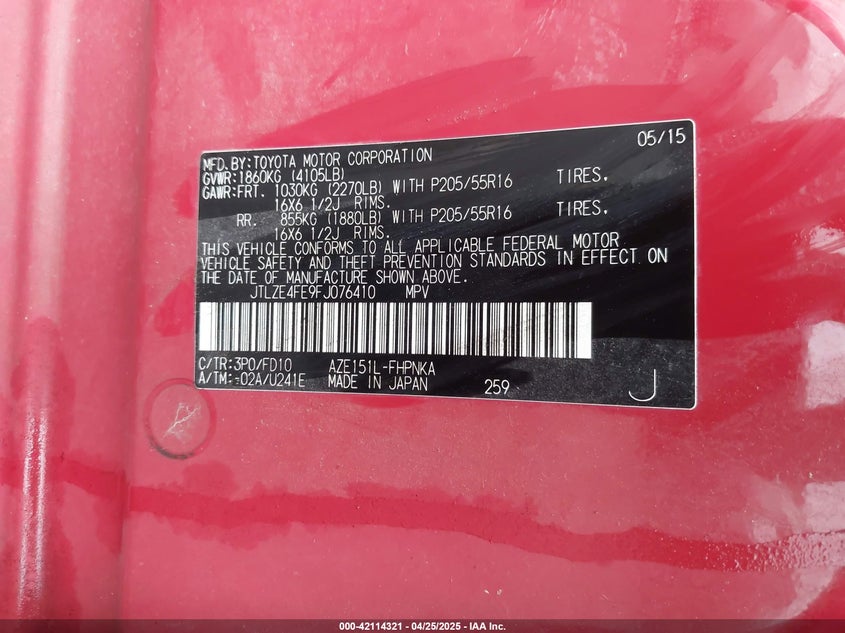 05/15
MFD. BY: TOYOTA MOTOR CORPORATION
GVWR: 1860KG (4105LB)
GAWR: FRT. 1030KG (2270LB) WITH P205/55R16 TIRES,
16X6 1/2J RIMS.
RR. 855KG (1880LB) WITH P205/55R16 TIRES,
16X6 1/2J RIMS.
THIS VEHICLE CONFORMS TO ALL APPLICABLE FEDERAL MOTOR
VEHICLE SAFETY AND THEFT PREVENTION STANDARDS IN EFFECT ON
THE DATE OF MANUFACTURE SHOWN ABOVE.
JTLZE4FE9FJ076410 MPV
C/TR: 3P0/FD10 AZE151L-FHPNKA
A/TM: -02A/U241E MADE IN JAPAN 259 J
000-42114321 | 04/25/2025 - IAA Inc.